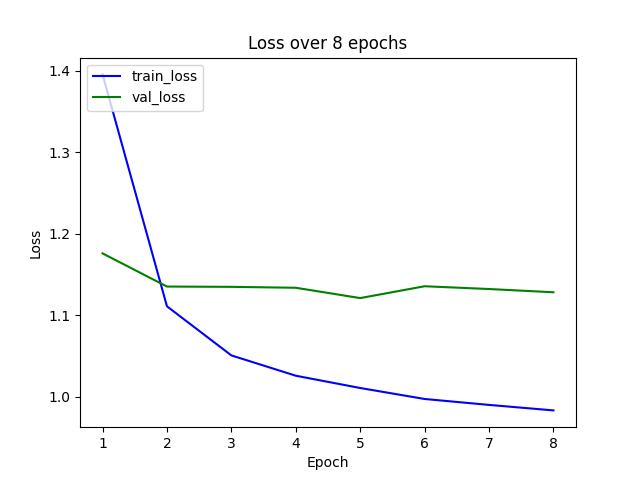 Loss over 8 epochs
1.4
train_loss
val_loss
1.3
1.2
Loss
1.1
1.0
1 2 3 4 5 6 7 8
Epoch